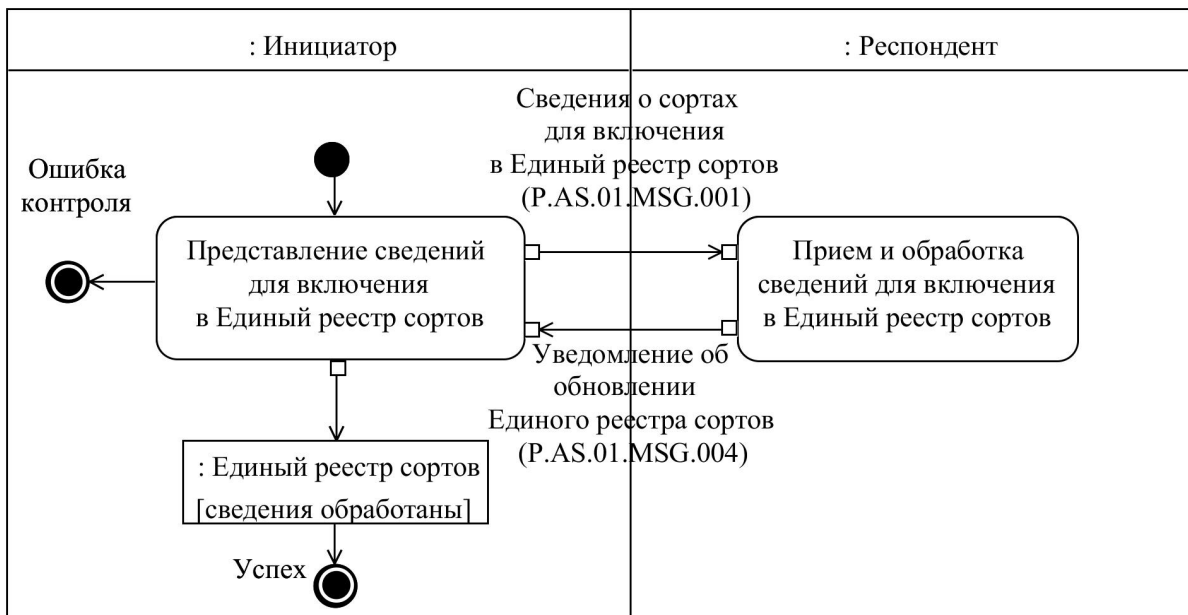 : Инициатор
: Респондент
Сведения о сортах
для включения
в Единый реестр сортов
(P.AS.01.MSG.001)
Ошибка
контроля
Представление сведений
для включения
в Единый реестр сортов
Прием и обработка
сведений для включения
в Единый реестр сортов
Уведомление об
обновлении
Единого реестра сортов
(P.AS.01.MSG.004)
: Единый реестр сортов
[сведения обработаны]
Успех